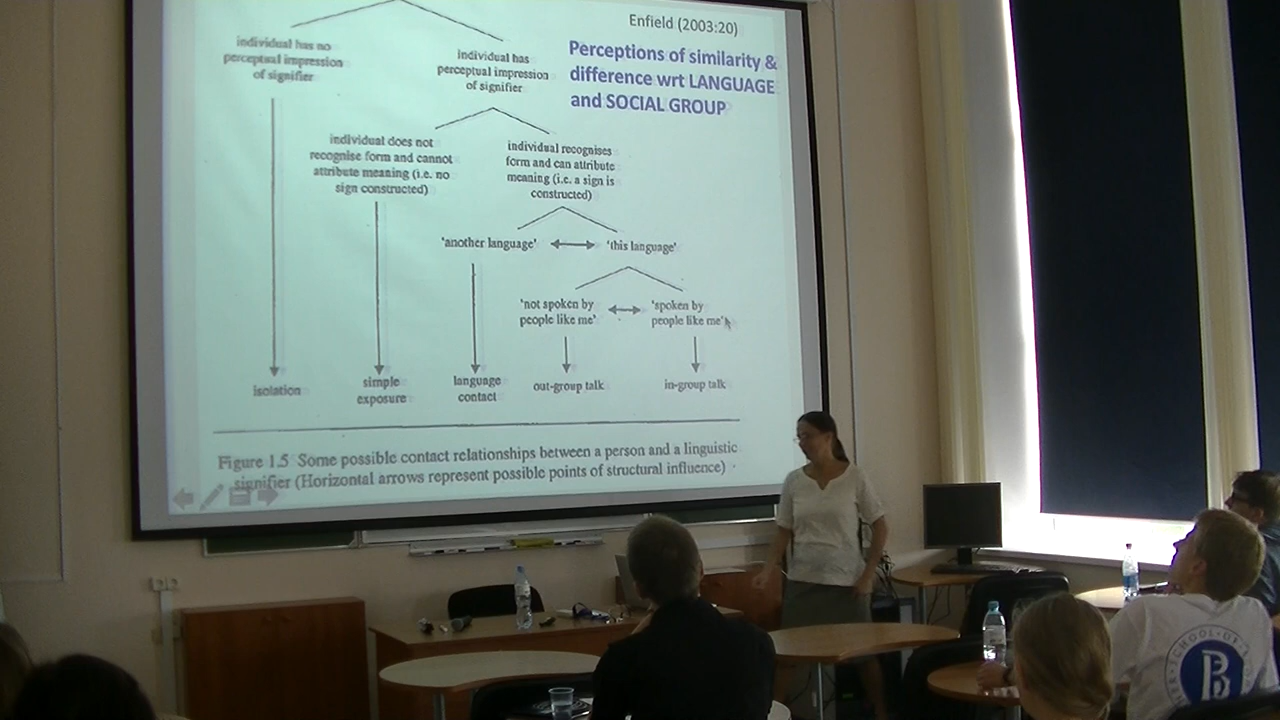 Enfield (2003:20)
Perceptions of similarity &
difference wrt LANGUAGE
and SOCIAL GROUP
individual has no
perceptual impression
of signifier
individual has
perceptual impression
of signifier
individual does not
recognise form and cannot
attribute meaning (i.e. no
sign constructed)
individual recognises
form and can attribute
meaning (i.e. a sign is
constructed)
'another language'
'this language'
'not spoken by
people like me'
'spoken by
people like me'
isolation
simple
exposure
language
contact
out-group talk
in-group talk
Figure 1.5 Some possible contact relationships between a person and a linguistic
signifier (Horizontal arrows represent possible points of structural influence)
SCHOOL OF